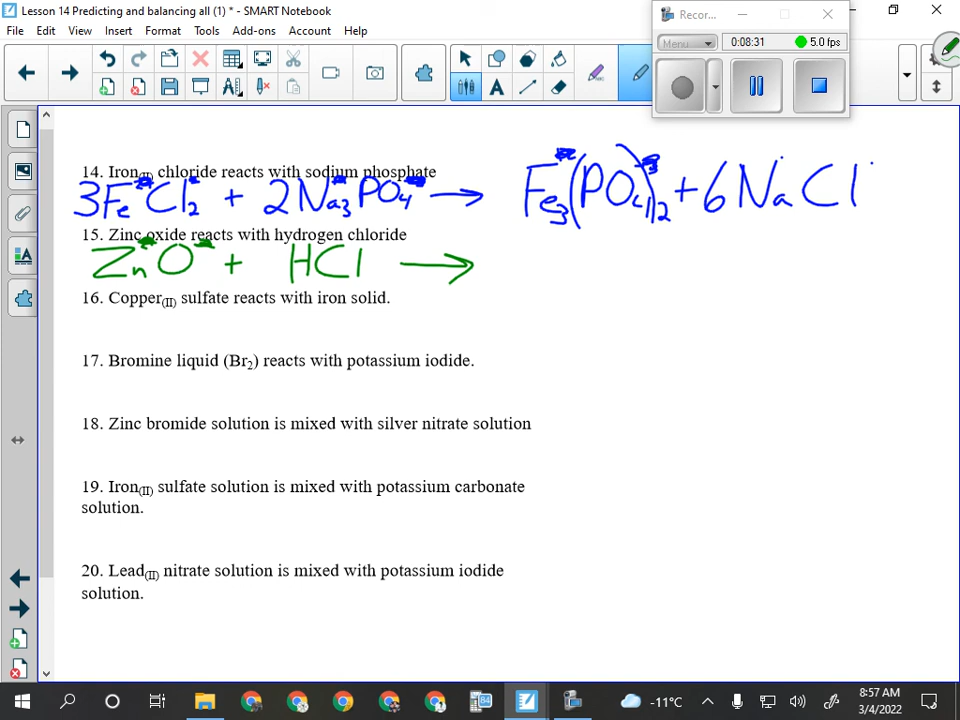 Lesson 14 Predicting and balancing all (1) * - SMART Notebook
Recor...
File Edit View Insert Format Tools Add-ons Account Help
Menu
0:08:31
5.0 fps
A
14. Iron(II) chloride reacts with sodium phosphate
3FeCl2 + 2Na3PO4 → Fe3(PO4)2 + 6NaCl
15. Zinc oxide reacts with hydrogen chloride
ZnO + HCl →
16. Copper(II) sulfate reacts with iron solid.
17. Bromine liquid (Br2) reacts with potassium iodide.
18. Zinc bromide solution is mixed with silver nitrate solution
19. Iron(II) sulfate solution is mixed with potassium carbonate
solution.
20. Lead(II) nitrate solution is mixed with potassium iodide
solution.
-11°C
8:57 AM
3/4/2022